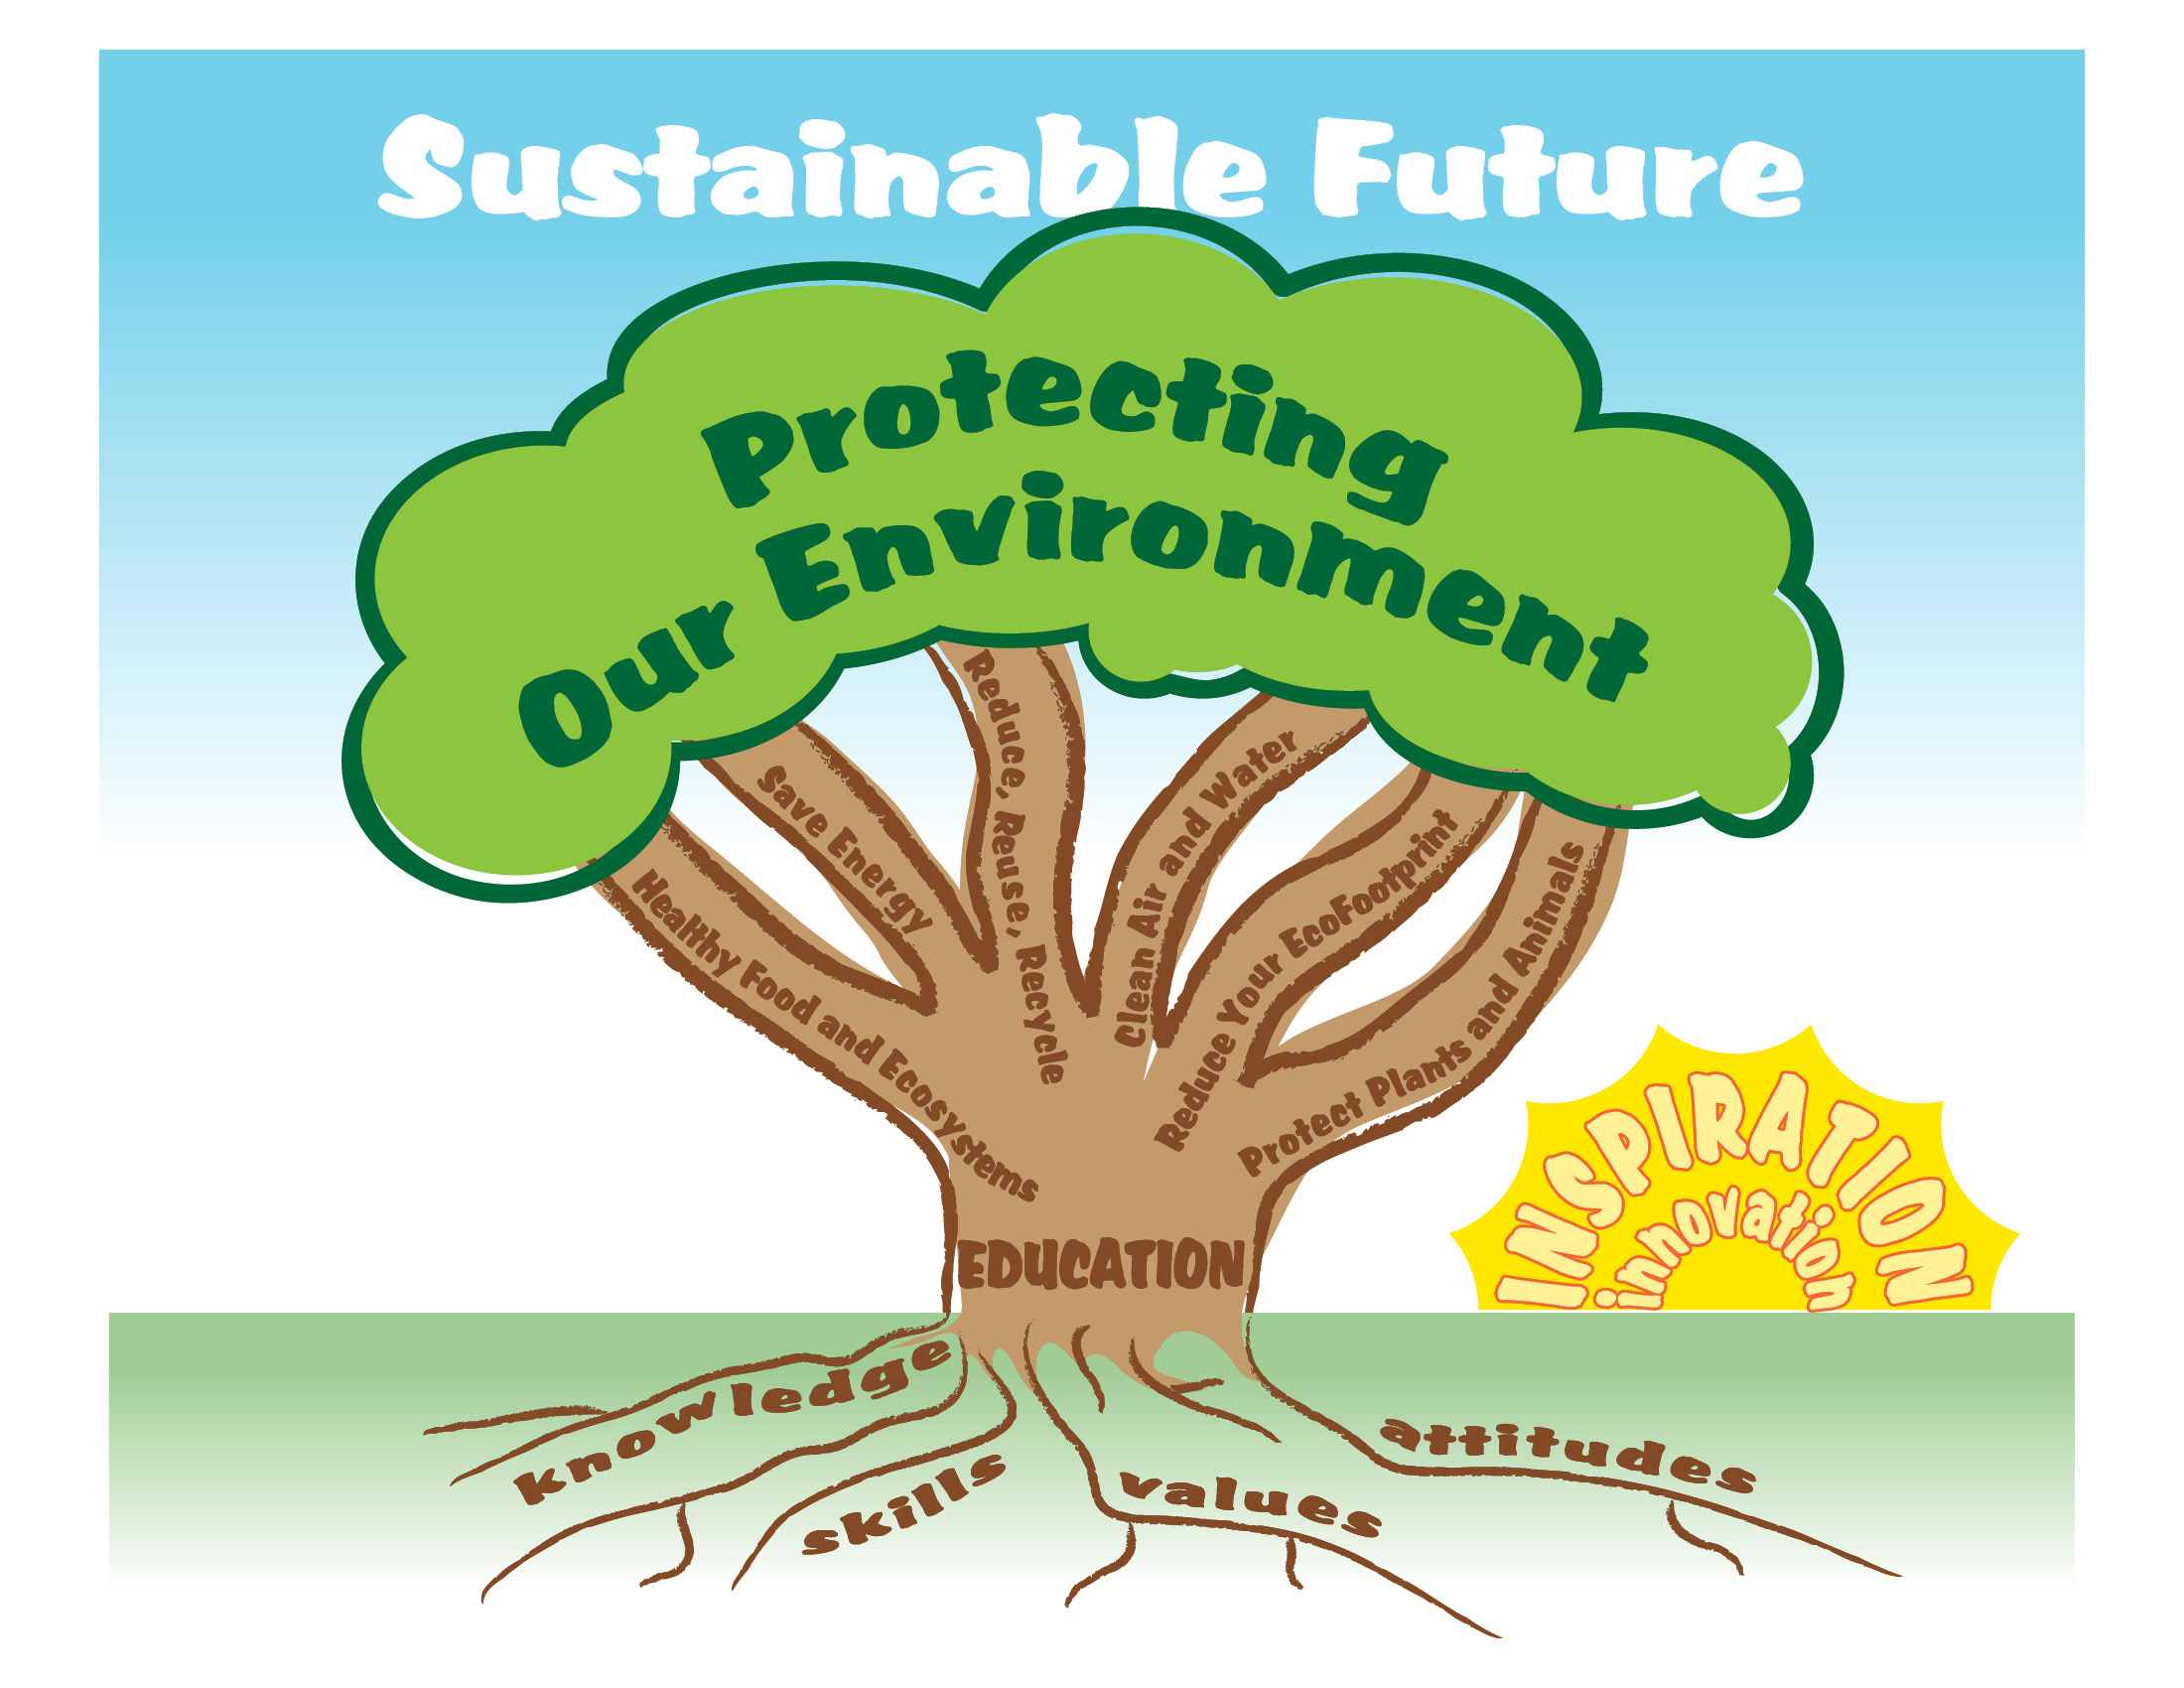 Sustainable Future
Protecting
Our Environment
Healthy Food and Ecosystems
Save Energy
Reduce, Reuse, Recycle
Clean Air and Water
Reduce Your EcoFootprint
Protect Plants and Animals
EDUCATION
INSPIRATION
innovation
knowledge
skills
values
attitudes